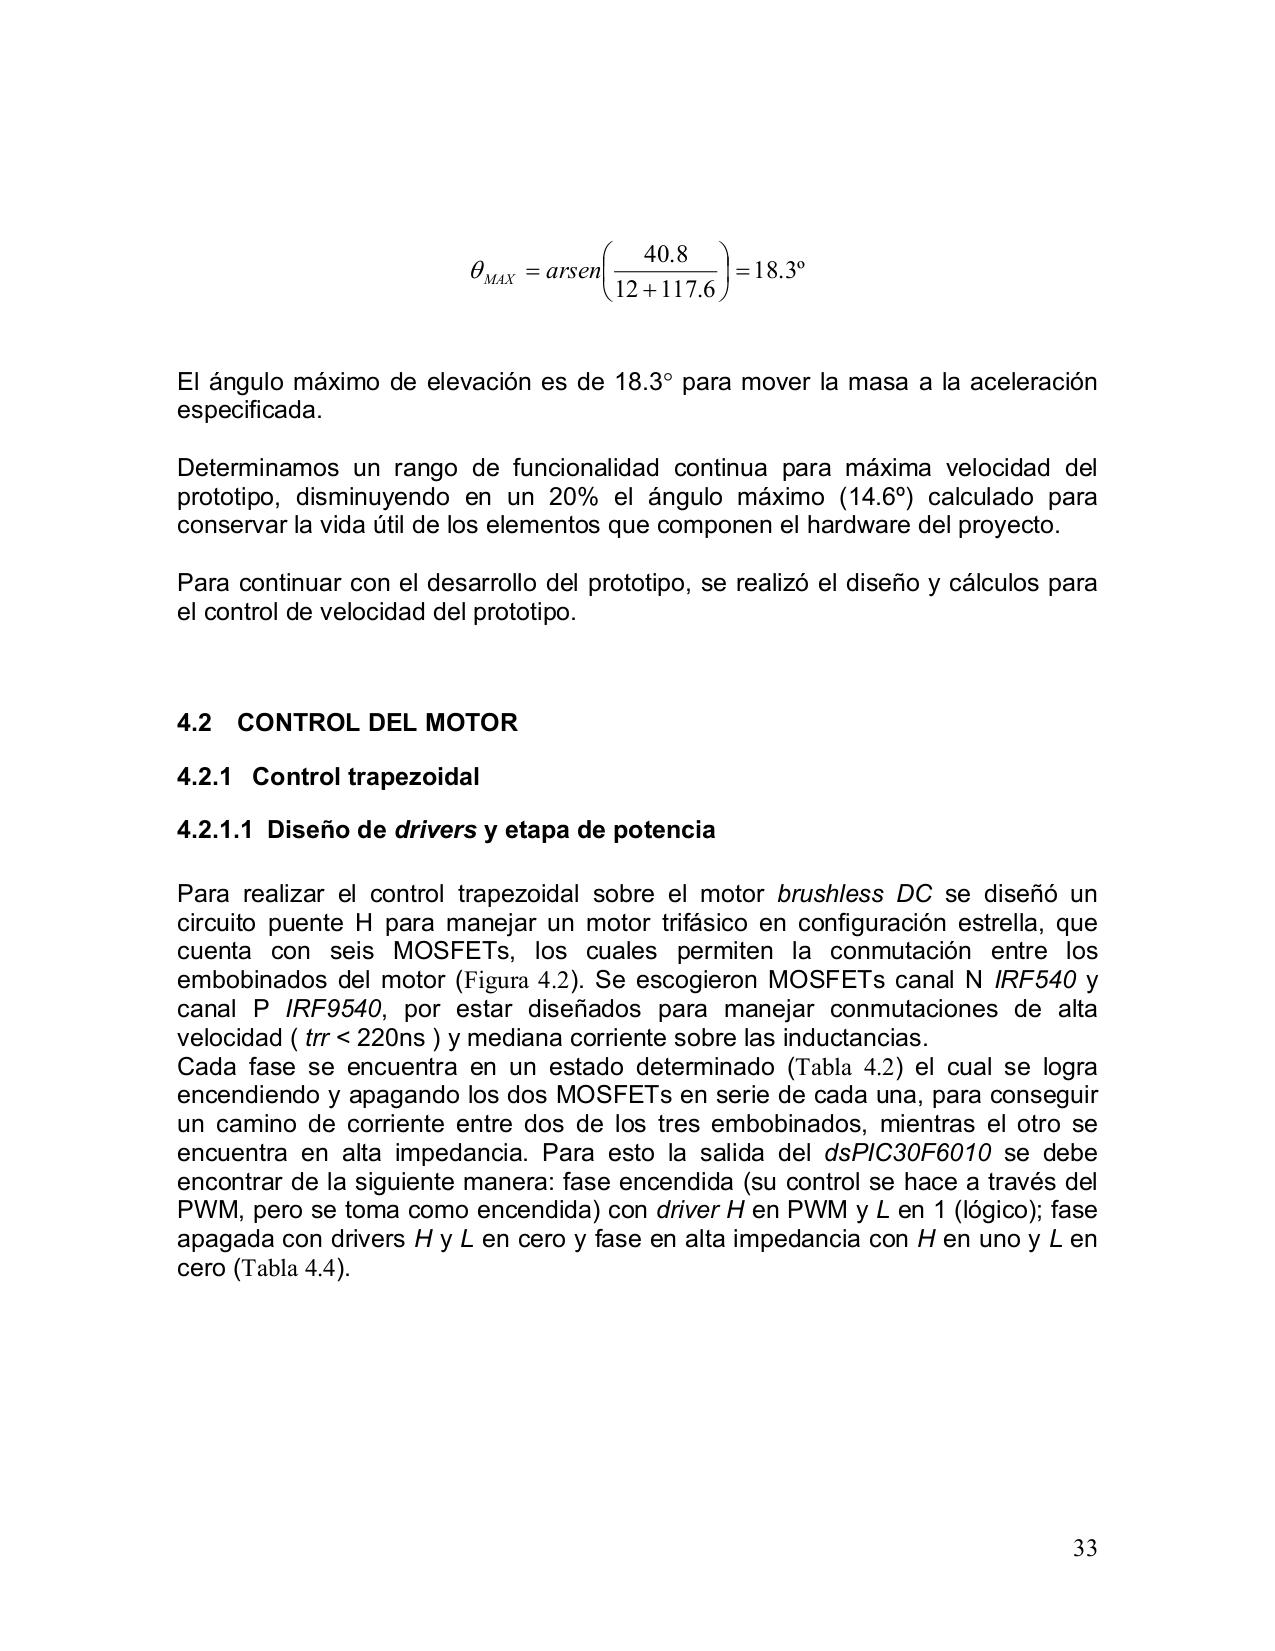 θMAX = arsen(40.8 / (12 + 117.6)) = 18.3º
El ángulo máximo de elevación es de 18.3° para mover la masa a la aceleración
especificada.
Determinamos un rango de funcionalidad continua para máxima velocidad del
prototipo, disminuyendo en un 20% el ángulo máximo (14.6º) calculado para
conservar la vida útil de los elementos que componen el hardware del proyecto.
Para continuar con el desarrollo del prototipo, se realizó el diseño y cálculos para
el control de velocidad del prototipo.
4.2 CONTROL DEL MOTOR
4.2.1 Control trapezoidal
4.2.1.1 Diseño de drivers y etapa de potencia
Para realizar el control trapezoidal sobre el motor brushless DC se diseñó un
circuito puente H para manejar un motor trifásico en configuración estrella, que
cuenta con seis MOSFETs, los cuales permiten la conmutación entre los
embobinados del motor (Figura 4.2). Se escogieron MOSFETs canal N IRF540 y
canal P IRF9540, por estar diseñados para manejar conmutaciones de alta
velocidad ( trr < 220ns ) y mediana corriente sobre las inductancias.
Cada fase se encuentra en un estado determinado (Tabla 4.2) el cual se logra
encendiendo y apagando los dos MOSFETs en serie de cada una, para conseguir
un camino de corriente entre dos de los tres embobinados, mientras el otro se
encuentra en alta impedancia. Para esto la salida del dsPIC30F6010 se debe
encontrar de la siguiente manera: fase encendida (su control se hace a través del
PWM, pero se toma como encendida) con driver H en PWM y L en 1 (lógico); fase
apagada con drivers H y L en cero y fase en alta impedancia con H en uno y L en
cero (Tabla 4.4).
33